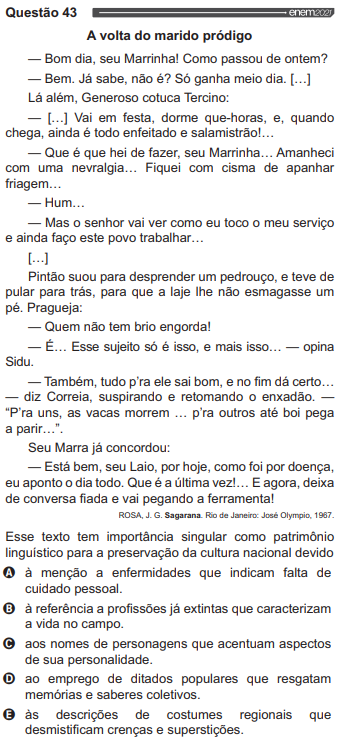 Questão 43 enem2021
A volta do marido pródigo
— Bom dia, seu Marrinha! Como passou de ontem?
— Bem. Já sabe, não é? Só ganha meio dia. [...]
Lá além, Generoso cotuca Tercino:
— [...] Vai em festa, dorme que-horas, e, quando
chega, ainda é todo enfeitado e salamistrão!...
— Que é que hei de fazer, seu Marrinha... Amanheci
com uma nevralgia... Fiquei com cisma de apanhar
friagem...
— Hum...
— Mas o senhor vai ver como eu toco o meu serviço
e ainda faço este povo trabalhar...
[...]
Pintão suou para desprender um pedrouço, e teve de
pular para trás, para que a laje lhe não esmagasse um
pé. Pragueja:
— Quem não tem brio engorda!
— É... Esse sujeito só é isso, e mais isso... — opina
Sidu.
— Também, tudo p’ra ele sai bom, e no fim dá certo...
— diz Correia, suspirando e retomando o enxadão. —
“P’ra uns, as vacas morrem ... p’ra outros até boi pega
a parir...”.
Seu Marra já concordou:
— Está bem, seu Laio, por hoje, como foi por doença,
eu aponto o dia todo. Que é a última vez!... E agora, deixa
de conversa fiada e vai pegando a ferramenta!
ROSA, J. G. Sagarana. Rio de Janeiro: José Olympio, 1967.
Esse texto tem importância singular como patrimônio
linguístico para a preservação da cultura nacional devido
A à menção a enfermidades que indicam falta de
cuidado pessoal.
B à referência a profissões já extintas que caracterizam
a vida no campo.
C aos nomes de personagens que acentuam aspectos
de sua personalidade.
D ao emprego de ditados populares que resgatam
memórias e saberes coletivos.
E às descrições de costumes regionais que
desmistificam crenças e superstições.